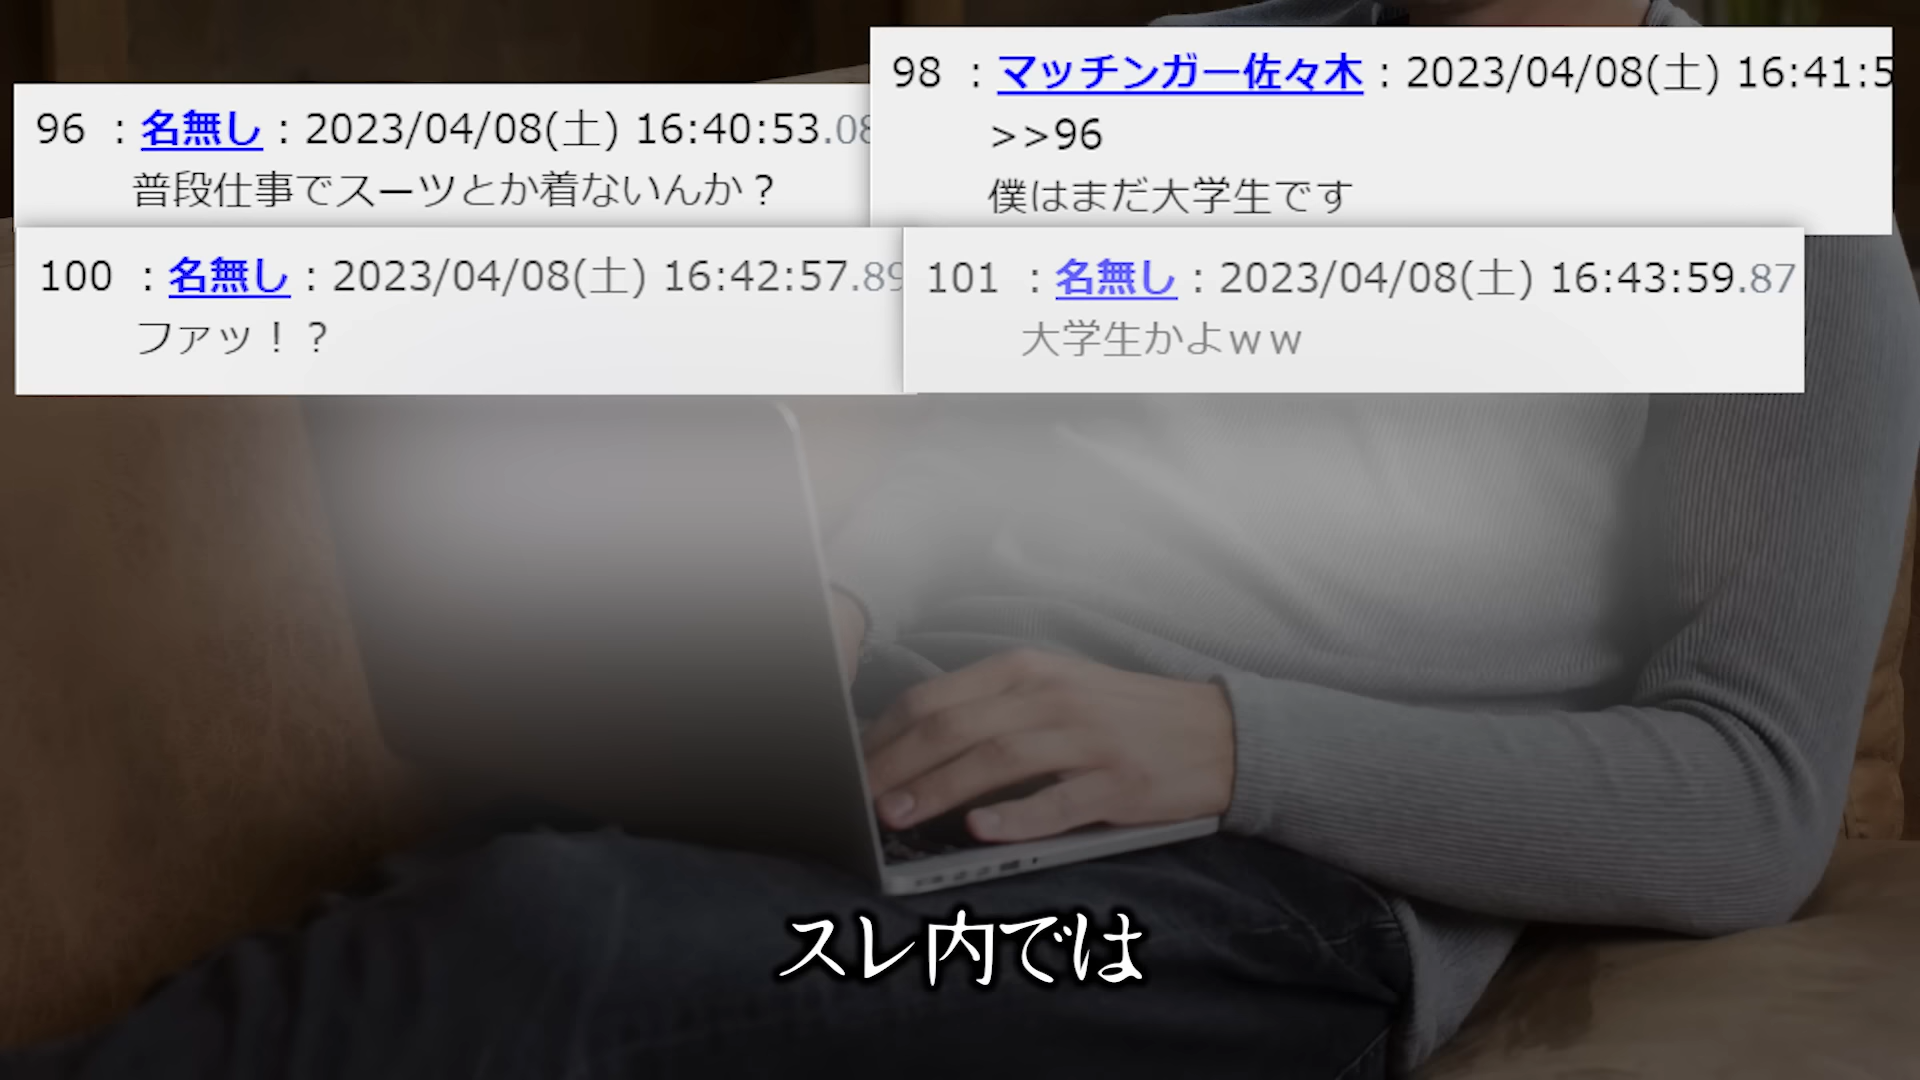 96 ：名無し：2023/04/08(土) 16:40:53.08
普段仕事でスーツとか着ないんか？
98 ：マッチンガー佐々木：2023/04/08(土) 16:41:5
>>96
僕はまだ大学生です
100 ：名無し：2023/04/08(土) 16:42:57.89
ファッ！？
101 ：名無し：2023/04/08(土) 16:43:59.87
大学生かよｗｗ
スレ内では